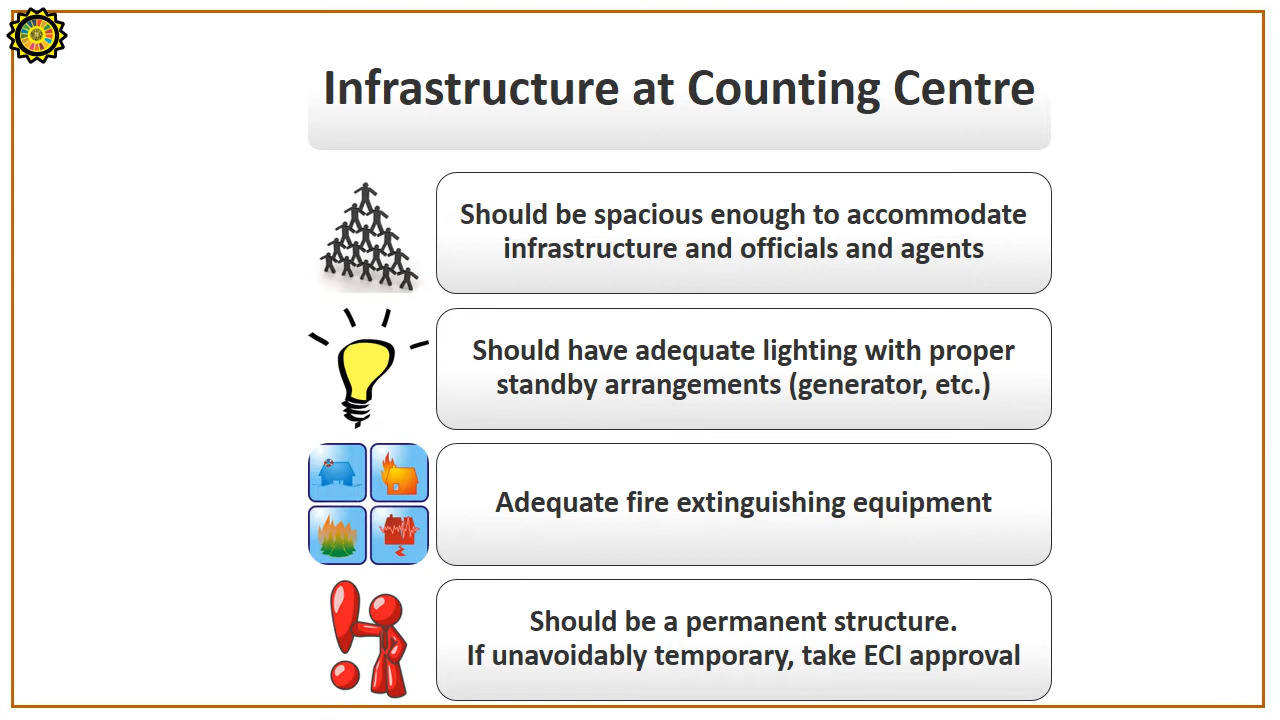 Infrastructure at Counting Centre
Should be spacious enough to accommodate
infrastructure and officials and agents
Should have adequate lighting with proper
standby arrangements (generator, etc.)
Adequate fire extinguishing equipment
Should be a permanent structure.
If unavoidably temporary, take ECI approval